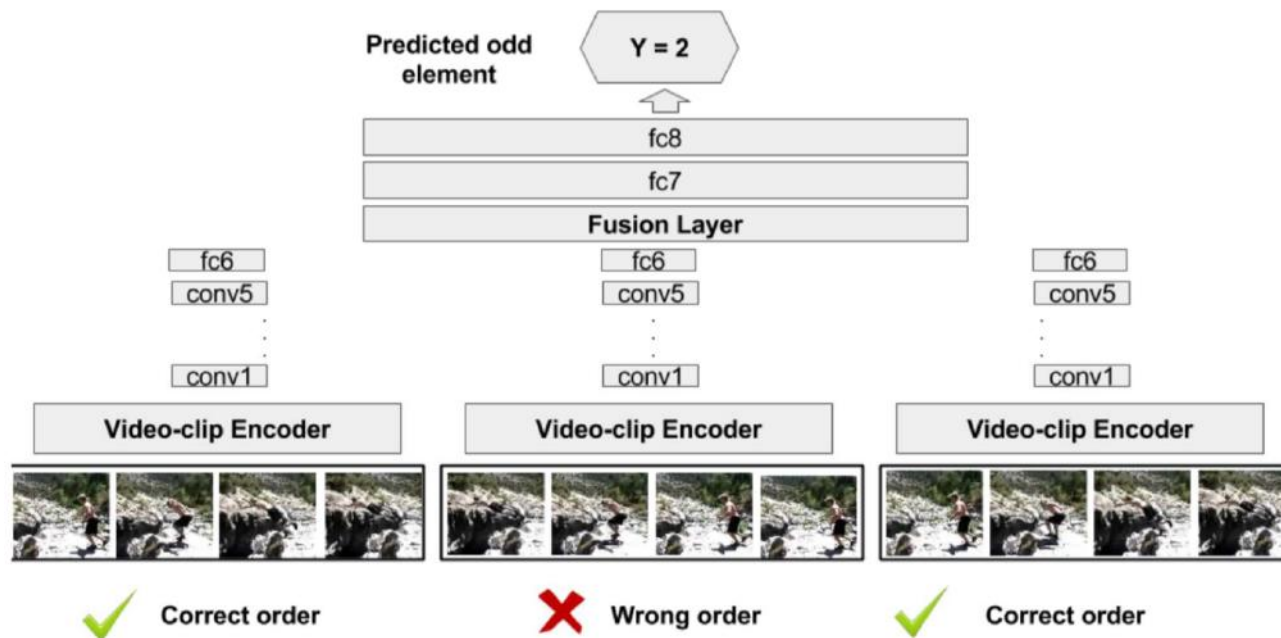 Predicted odd
element
Y = 2
fc8
fc7
Fusion Layer
fc6
fc6
fc6
conv5
conv5
conv5
conv1
conv1
conv1
Video-clip Encoder
Video-clip Encoder
Video-clip Encoder
Correct order
Wrong order
Correct order